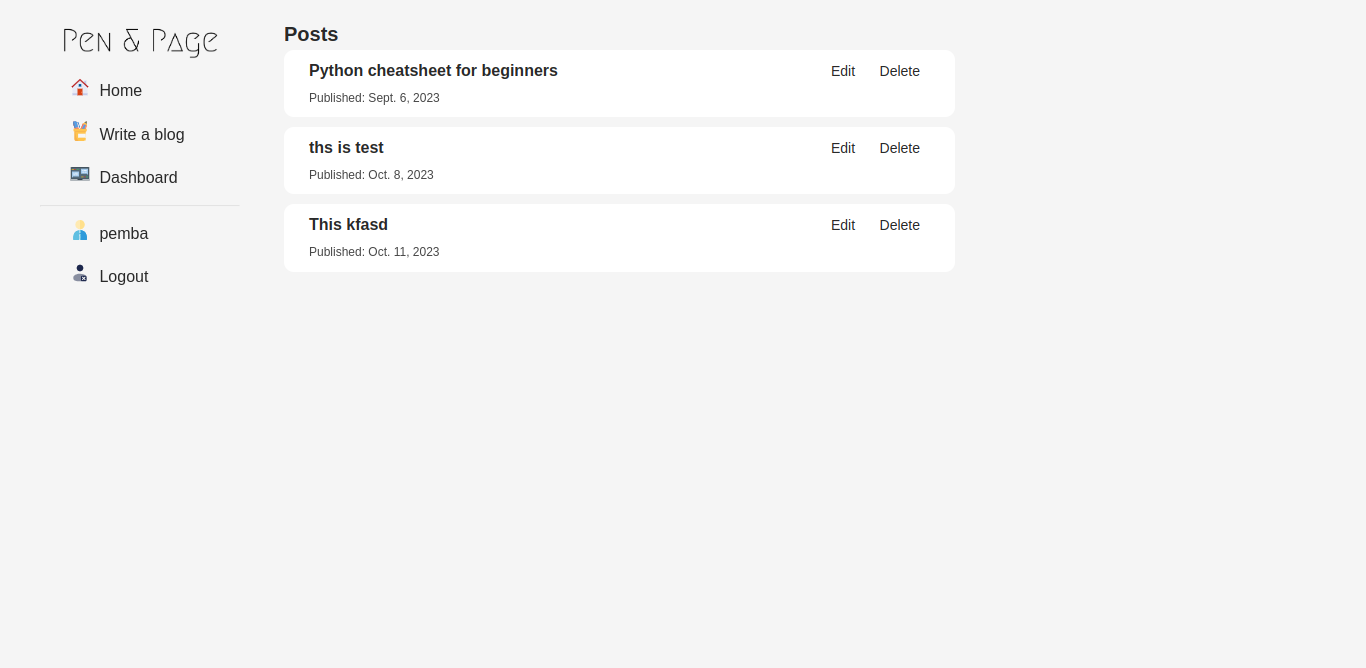 Pen & Page
Home
Write a blog
Dashboard
pemba
Logout
Posts
Python cheatsheet for beginners
Edit Delete
Published: Sept. 6, 2023
ths is test
Edit Delete
Published: Oct. 8, 2023
This kfasd
Edit Delete
Published: Oct. 11, 2023